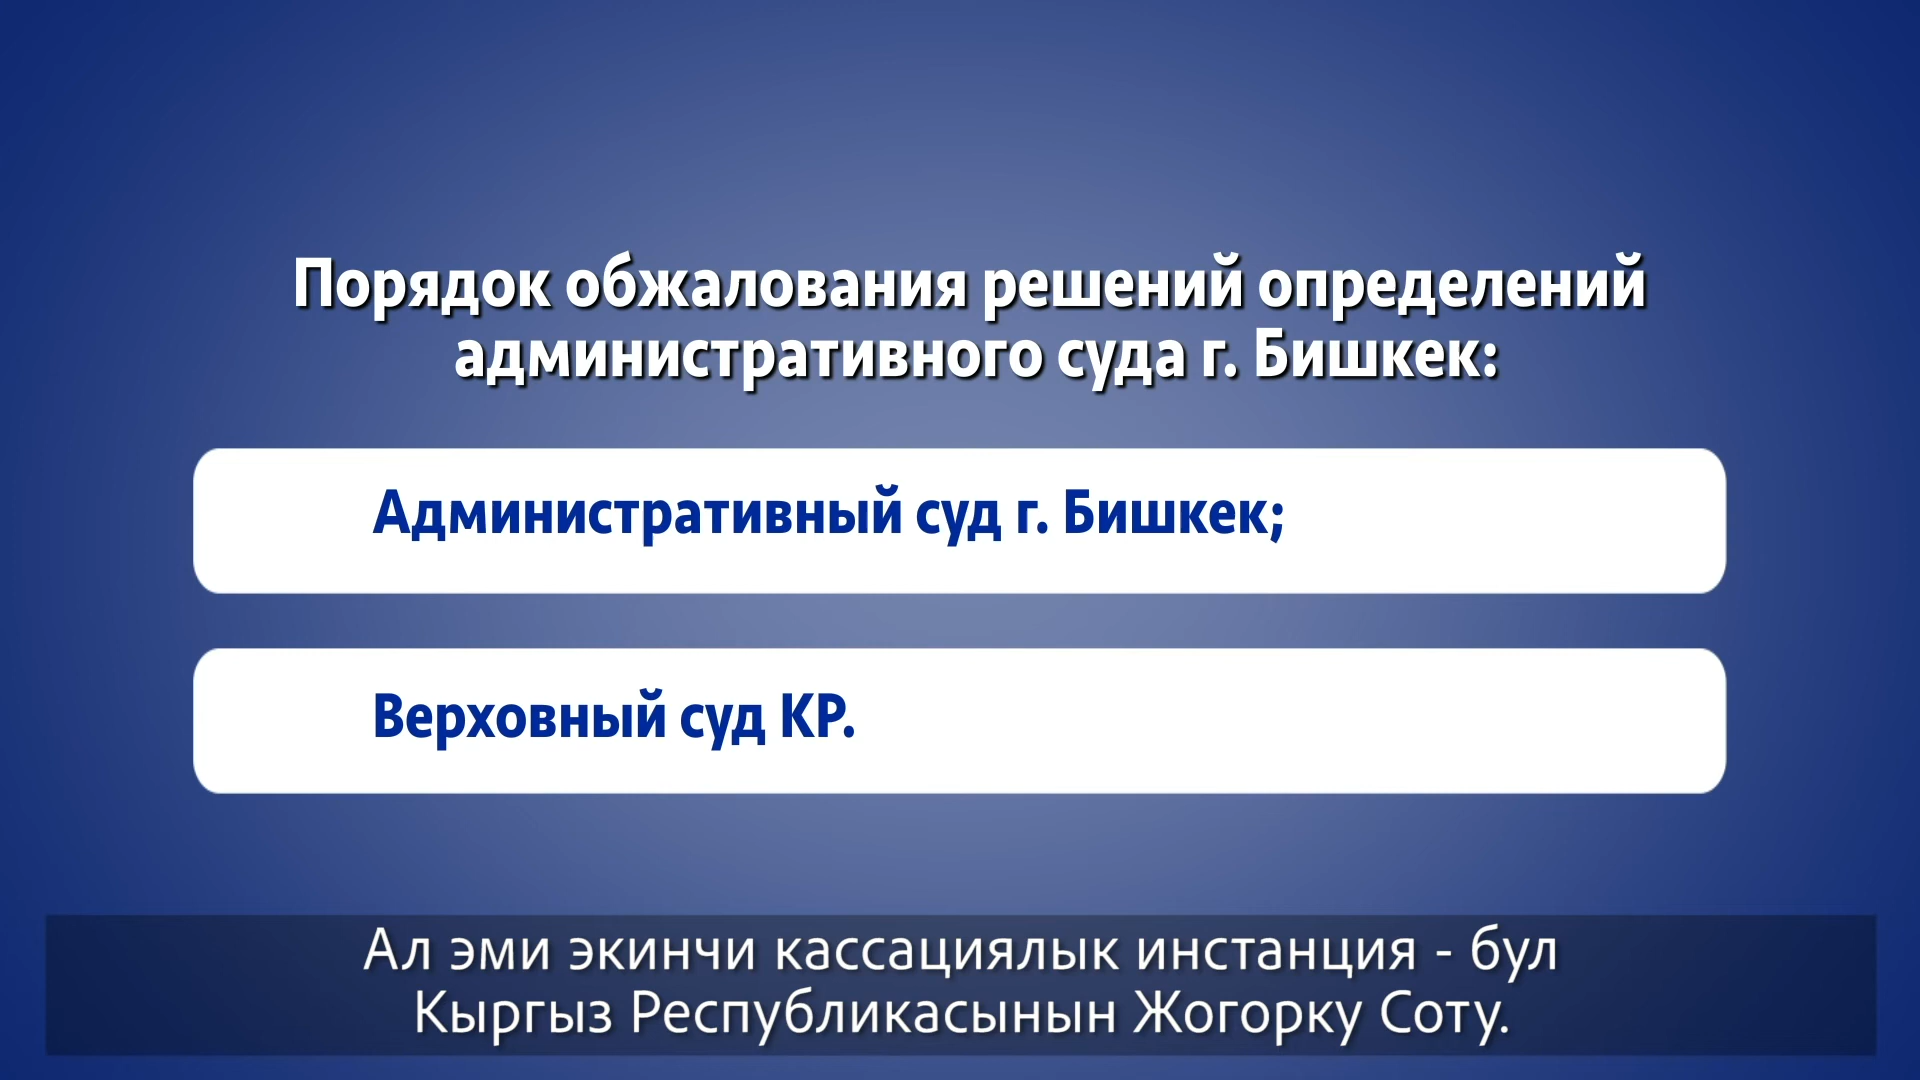 Порядок обжалования решений определений
административного суда г. Бишкек:
Административный суд г. Бишкек;
Верховный суд КР.
Ал эми экинчи кассациялык инстанция - бул
Кыргыз Республикасынын Жогорку Соту.